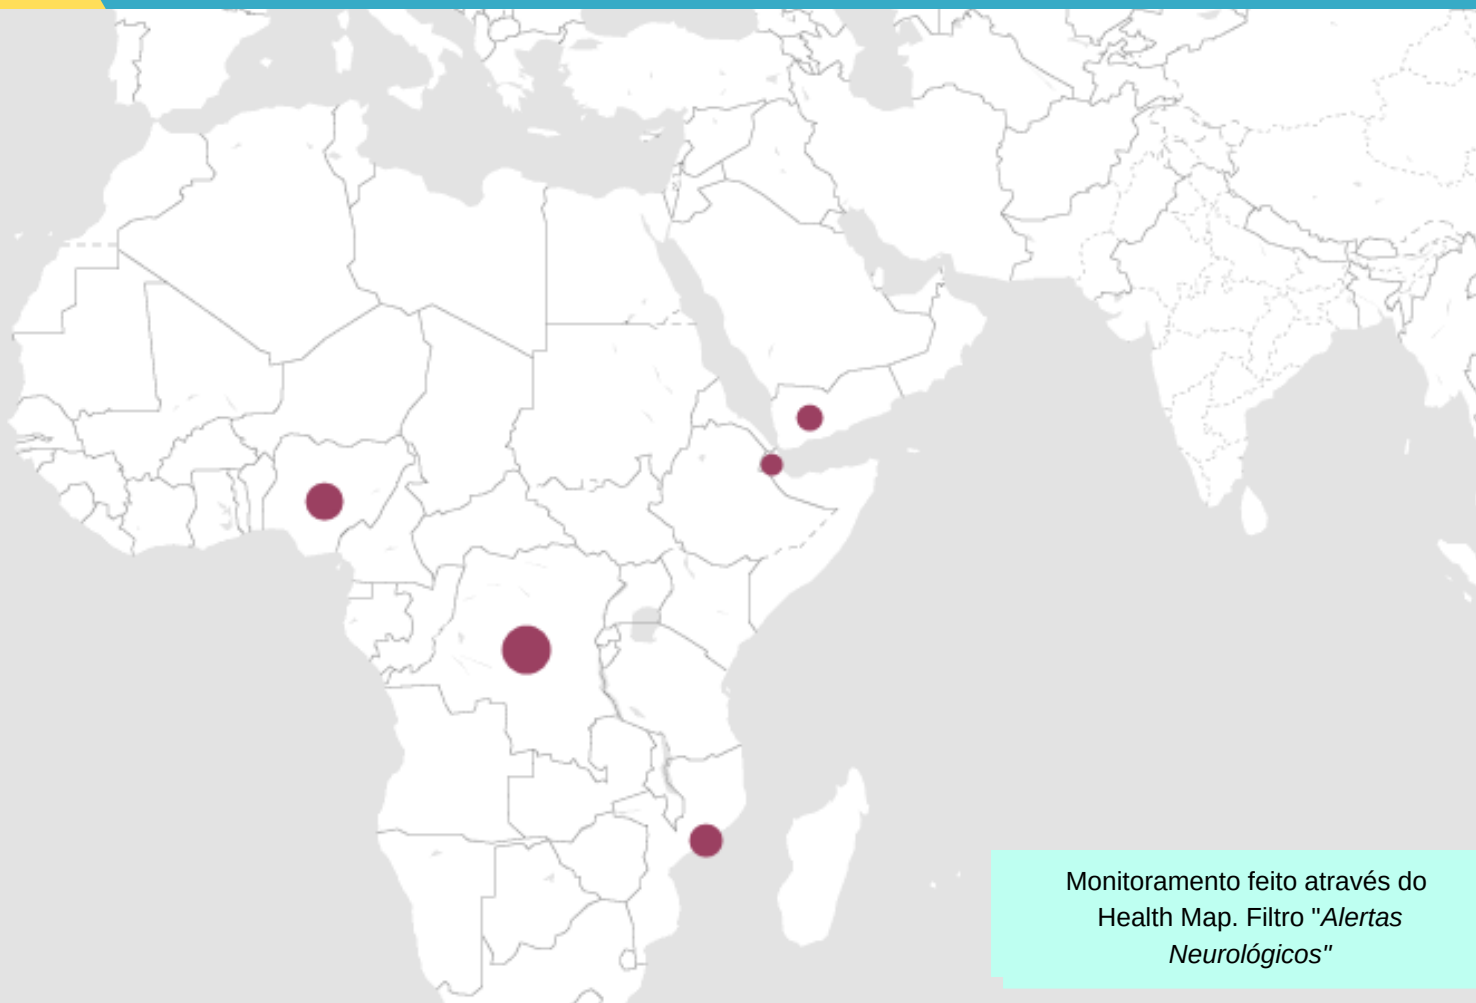 Monitoramento feito através do
Health Map. Filtro "Alertas
Neurológicos"